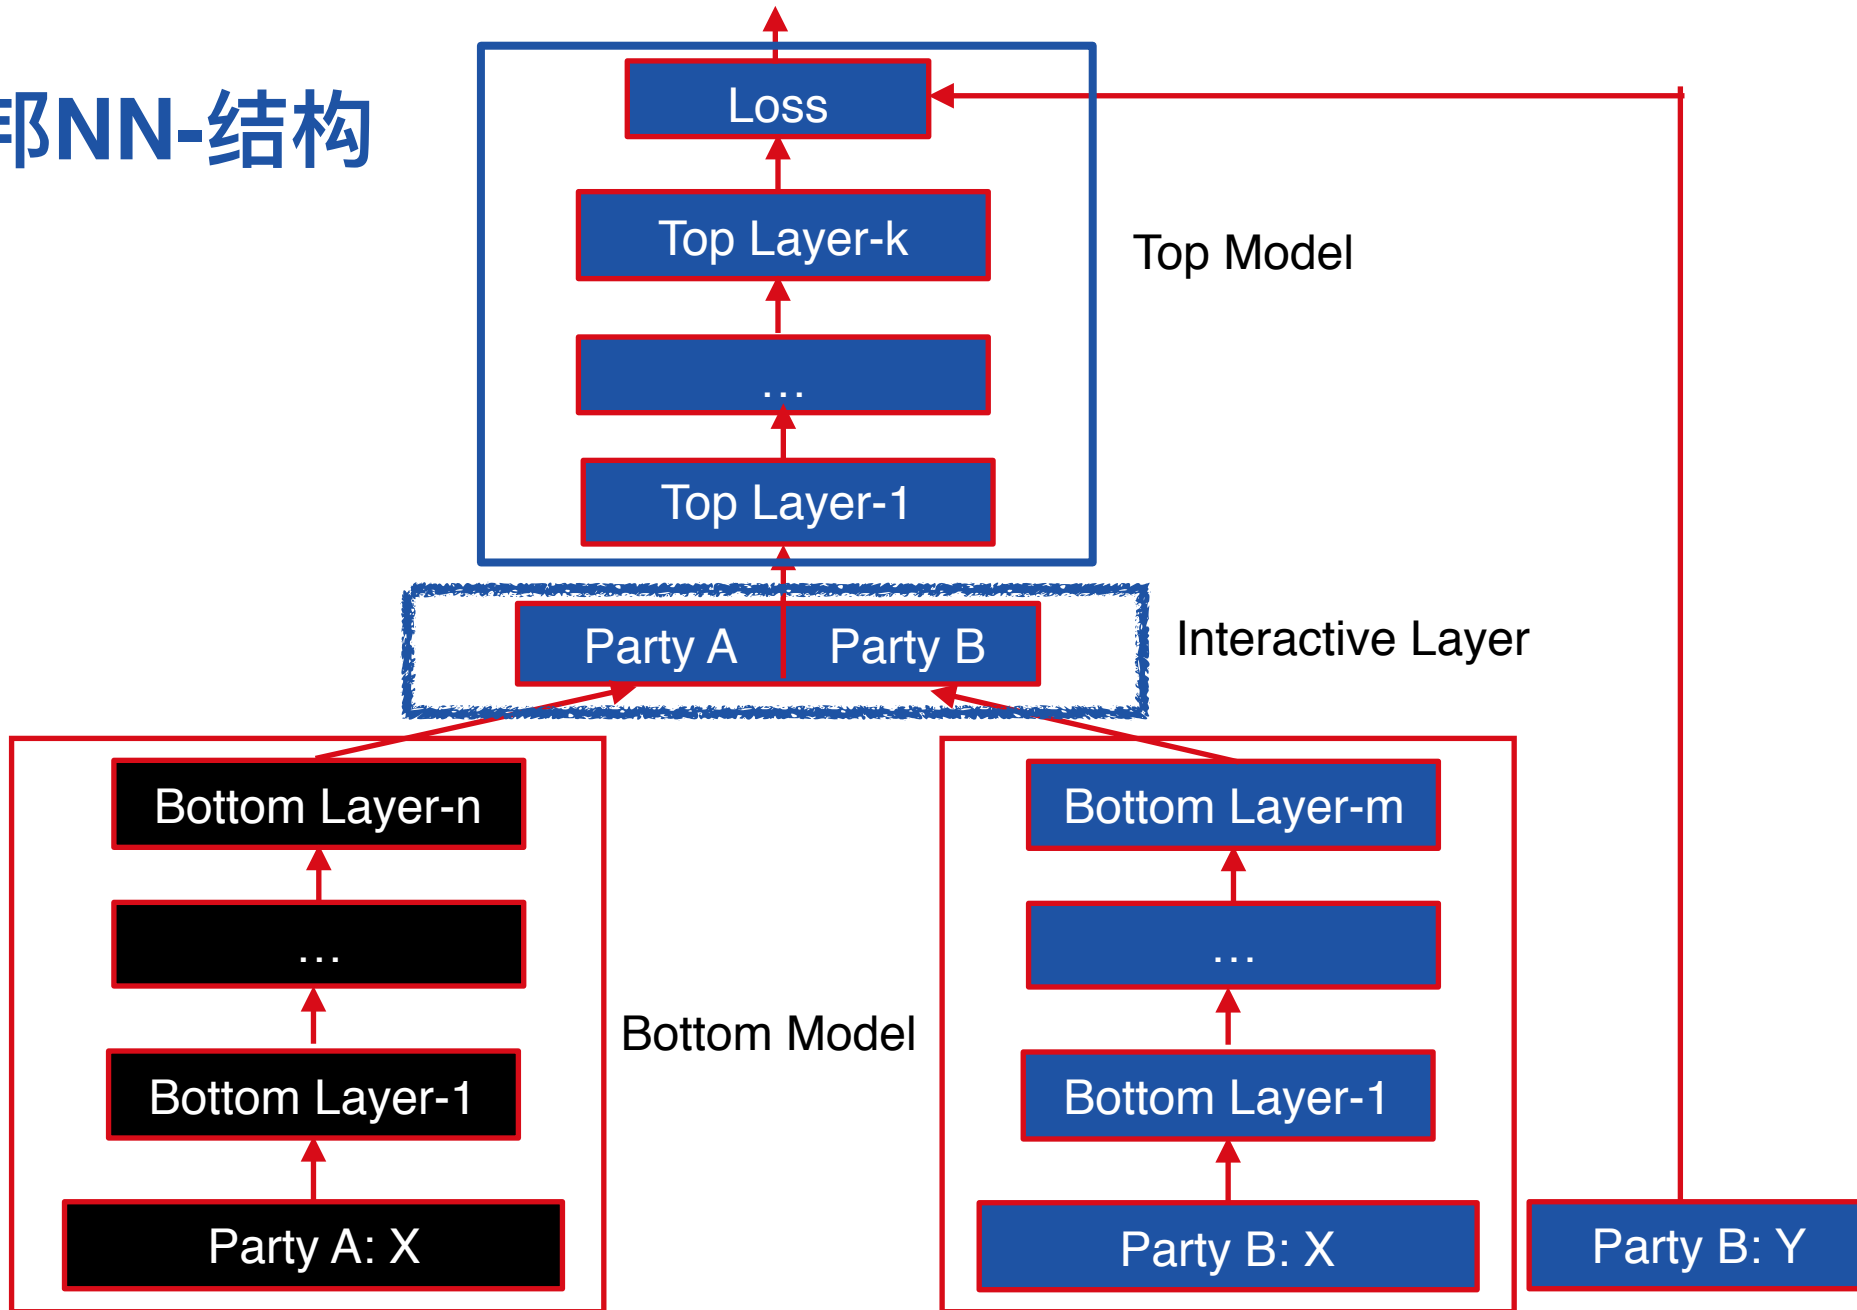 邦NN-结构
Loss
Top Layer-k
Top Model
...
Top Layer-1
Party A
Party B
Interactive Layer
Bottom Layer-n
Bottom Layer-m
...
...
Bottom Model
Bottom Layer-1
Bottom Layer-1
Party A: X
Party B: X
Party B: Y